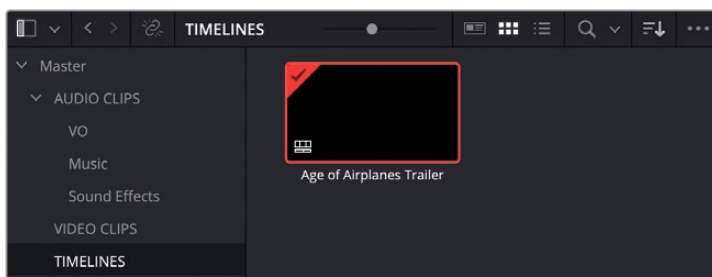 TIMELINES
Master
AUDIO CLIPS
VO
Music
Sound Effects
VIDEO CLIPS
TIMELINES
Age of Airplanes Trailer